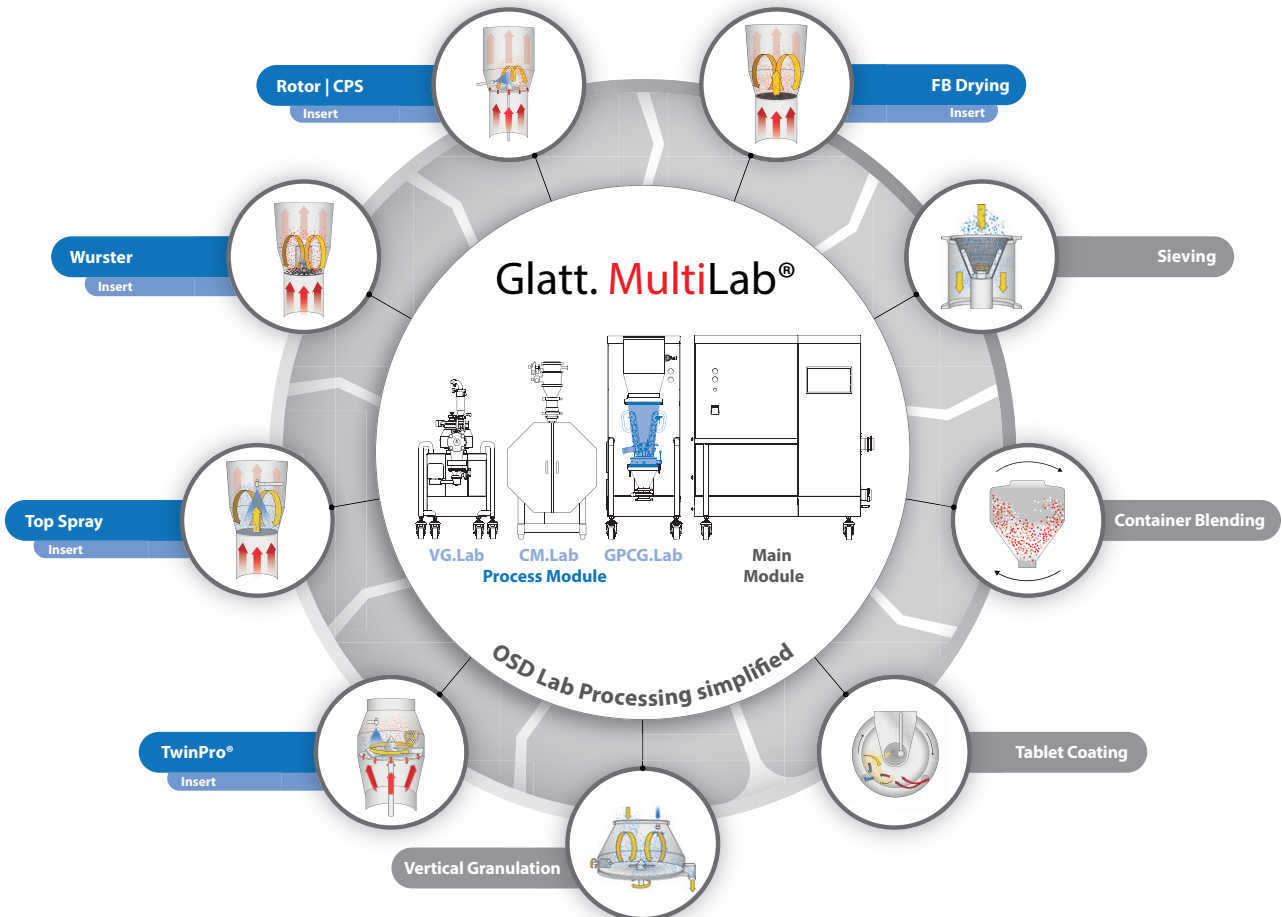 Rotor | CPS
Insert
FB Drying
Insert
Wurster
Insert
Sieving
Glatt. MultiLab®
Top Spray
Insert
Container Blending
VG.Lab
CM.Lab
GPCG.Lab
Process Module
Main
Module
OSD Lab Processing simplified
TwinPro®
Insert
Tablet Coating
Vertical Granulation